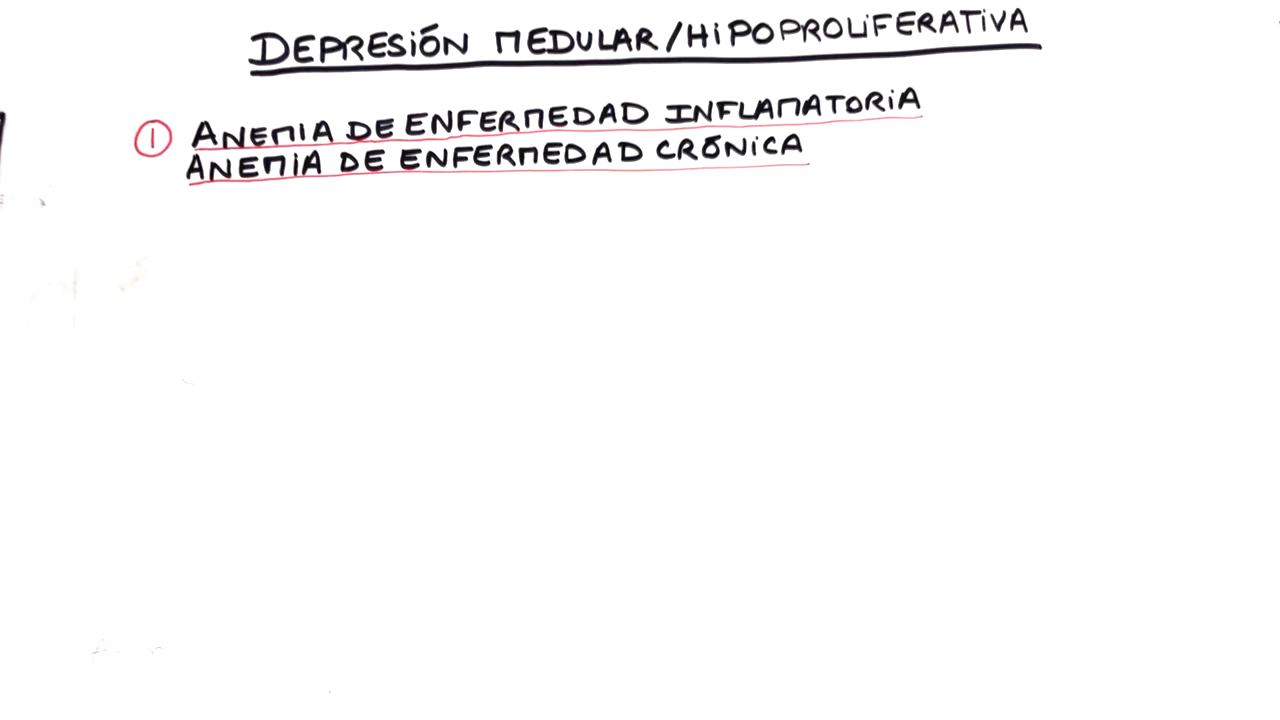 DEPRESIÓN MEDULAR/HIPOPROLIFERATIVA
① ANEMIA DE ENFERMEDAD INFLAMATORIA
ANEMIA DE ENFERMEDAD CRÓNICA